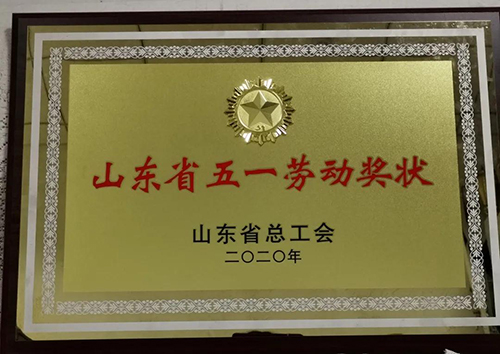 山东省五一劳动奖状
山东省总工会
二〇二〇年